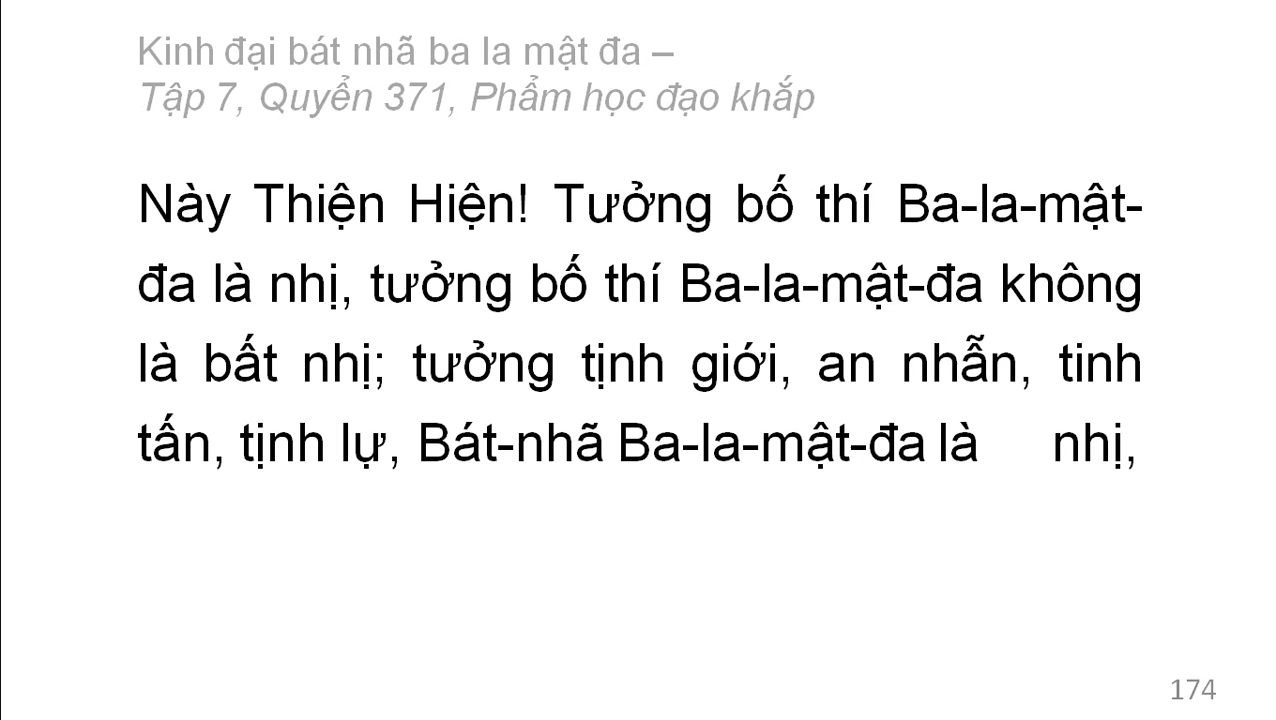 Kinh đại bát nhã ba la mật đa –
Tập 7, Quyển 371, Phẩm học đạo khắp
Này Thiện Hiện! Tưởng bố thí Ba-la-mật-
đa là nhị, tưởng bố thí Ba-la-mật-đa không
là bất nhị; tưởng tịnh giới, an nhẫn, tinh
tấn, tịnh lự, Bát-nhã Ba-la-mật-đa là nhị,
174